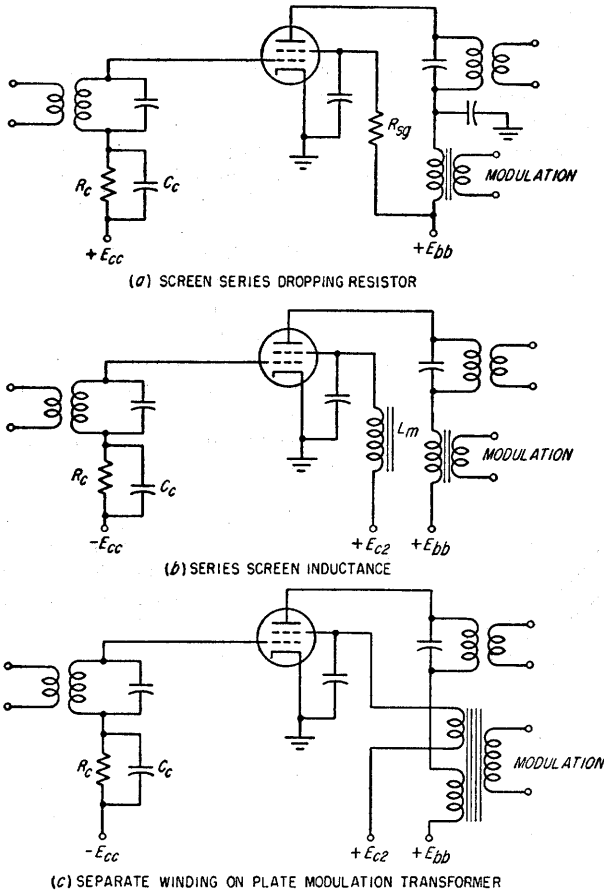 R_sg
R_c
C_c
MODULATION
+E_cc
+E_bb
(a) SCREEN SERIES DROPPING RESISTOR
L_m
R_c
C_c
MODULATION
-E_cc
+E_c2
+E_bb
(b) SERIES SCREEN INDUCTANCE
R_c
C_c
MODULATION
-E_cc
+E_c2
+E_bb
(c) SEPARATE WINDING ON PLATE MODULATION TRANSFORMER